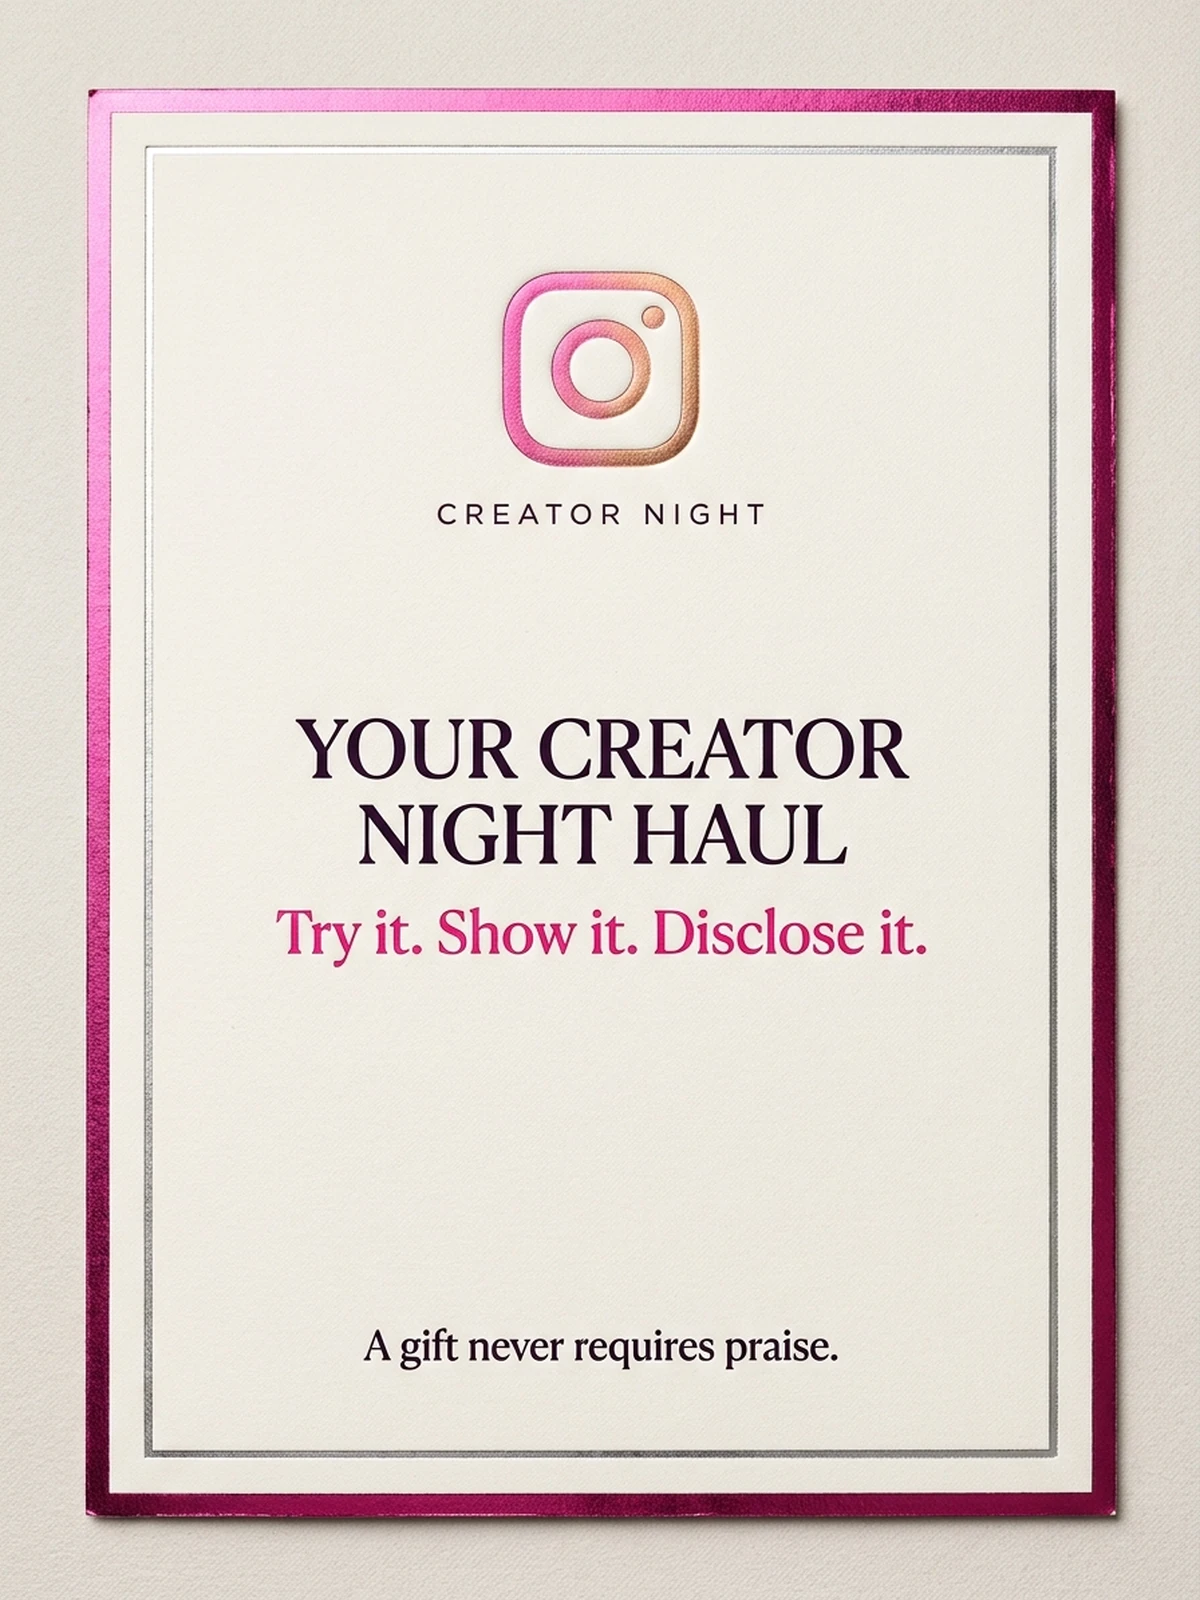 CREATOR NIGHT
YOUR CREATOR
NIGHT HAUL
Try it. Show it. Disclose it.
A gift never requires praise.